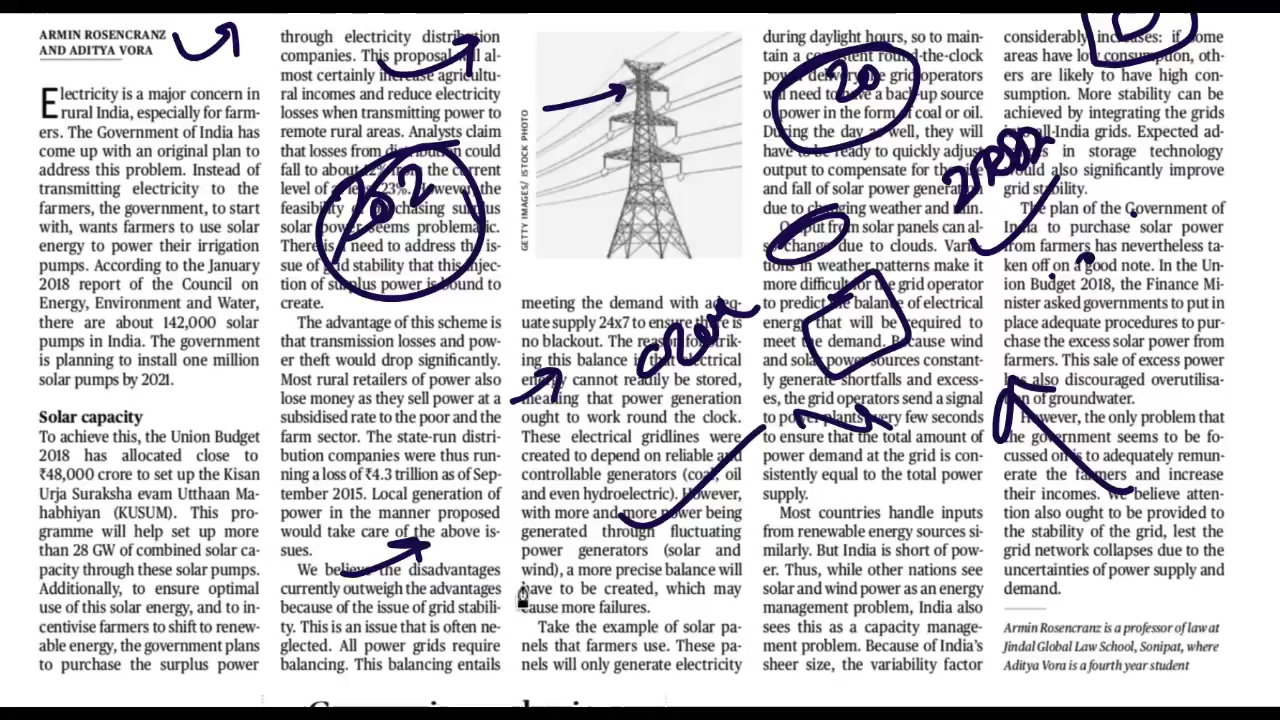 ARMIN ROSENCRANZ
AND ADITYA VORA
Electricity is a major concern in
rural India, especially for farm-
ers. The Government of India has
come up with an original plan to
address this problem. Instead of
transmitting electricity to the
farmers, the government, to start
with, wants farmers to use solar
energy to power their irrigation
pumps. According to the January
2018 report of the Council on
Energy, Environment and Water,
there are about 142,000 solar
pumps in India. The government
is planning to install one million
solar pumps by 2021.
Solar capacity
To achieve this, the Union Budget
2018 has allocated close to
₹48,000 crore to set up the Kisan
Urja Suraksha evam Utthaan Ma-
habhiyan (KUSUM). This pro-
gramme will help set up more
than 28 GW of combined solar ca-
pacity through these solar pumps.
Additionally, to ensure optimal
use of this solar energy, and to in-
centivise farmers to shift to renew-
able energy, the government plans
to purchase the surplus power
through electricity distribution
companies. This proposal will al-
most certainly increase agricultu-
ral incomes and reduce electricity
losses when transmitting power to
remote rural areas. Analysts claim
that losses from distribution could
fall to about 12% from the current
level of 23%. However, the
feasibility of purchasing surplus
solar power seems problematic.
There is a need to address the is-
sue of grid stability that this injec-
tion of surplus power is bound to
create.
The advantage of this scheme is
that transmission losses and pow-
er theft would drop significantly.
Most rural retailers of power also
lose money as they sell power at a
subsidised rate to the poor and the
farm sector. The state-run distri-
bution companies were thus run-
ning a loss of ₹4.3 trillion as of Sep-
tember 2015. Local generation of
power in the manner proposed
would take care of the above is-
sues.
We believe the disadvantages
currently outweigh the advantages
because of the issue of grid stabili-
ty. This is an issue that is often ne-
glected. All power grids require
balancing. This balancing entails
GETTY IMAGES/ ISTOCK PHOTO
meeting the demand with adeq-
uate supply 24x7 to ensure there is
no blackout. The reason for strik-
ing this balance is that electrical
energy cannot readily be stored,
meaning that power generation
ought to work round the clock.
These electrical gridlines were
created to depend on reliable and
controllable generators (coal, oil
and even hydroelectric). However,
with more and more power being
generated through fluctuating
power generators (solar and
wind), a more precise balance will
have to be created, which may
cause more failures.
Take the example of solar pa-
nels that farmers use. These pa-
nels will only generate electricity
during daylight hours, so to main-
tain a consistent round-the-clock
power delivery, the grid operators
will need to have a back-up source
of power in the form of coal or oil.
During the day as well, they will
have to be ready to quickly adjust
output to compensate for the rise
and fall of solar power generation
due to changing weather and rain.
Output from solar panels can al-
so change due to clouds. Varia-
tions in weather patterns make it
more difficult for the grid operator
to predict the balance of electrical
energy that will be required to
meet the demand. Because wind
and solar power sources constant-
ly generate shortfalls and excess-
es, the grid operators send a signal
to power plants every few seconds
to ensure that the total amount of
power demand at the grid is con-
sistently equal to the total power
supply.
Most countries handle inputs
from renewable energy sources si-
milarly. But India is short of pow-
er. Thus, while other nations see
solar and wind power as an energy
management problem, India also
sees this as a capacity manage-
ment problem. Because of India's
sheer size, the variability factor
considerably increases: if some
areas have low consumption, oth-
ers are likely to have high con-
sumption. More stability can be
achieved by integrating the grids
all-India grids. Expected ad-
in storage technology
would also significantly improve
grid stability.
The plan of the Government of
India to purchase solar power
from farmers has nevertheless ta-
ken off on a good note. In the Un-
ion Budget 2018, the Finance Mi-
nister asked governments to put in
place adequate procedures to pur-
chase the excess solar power from
farmers. This sale of excess power
has also discouraged overutilisa-
tion of groundwater.
However, the only problem that
the government seems to be fo-
cussed on is to adequately remun-
erate the farmers and increase
their incomes. We believe atten-
tion also ought to be provided to
the stability of the grid, lest the
grid network collapses due to the
uncertainties of power supply and
demand.
Armin Rosencranz is a professor of law at
Jindal Global Law School, Sonipat, where
Aditya Vora is a fourth year student